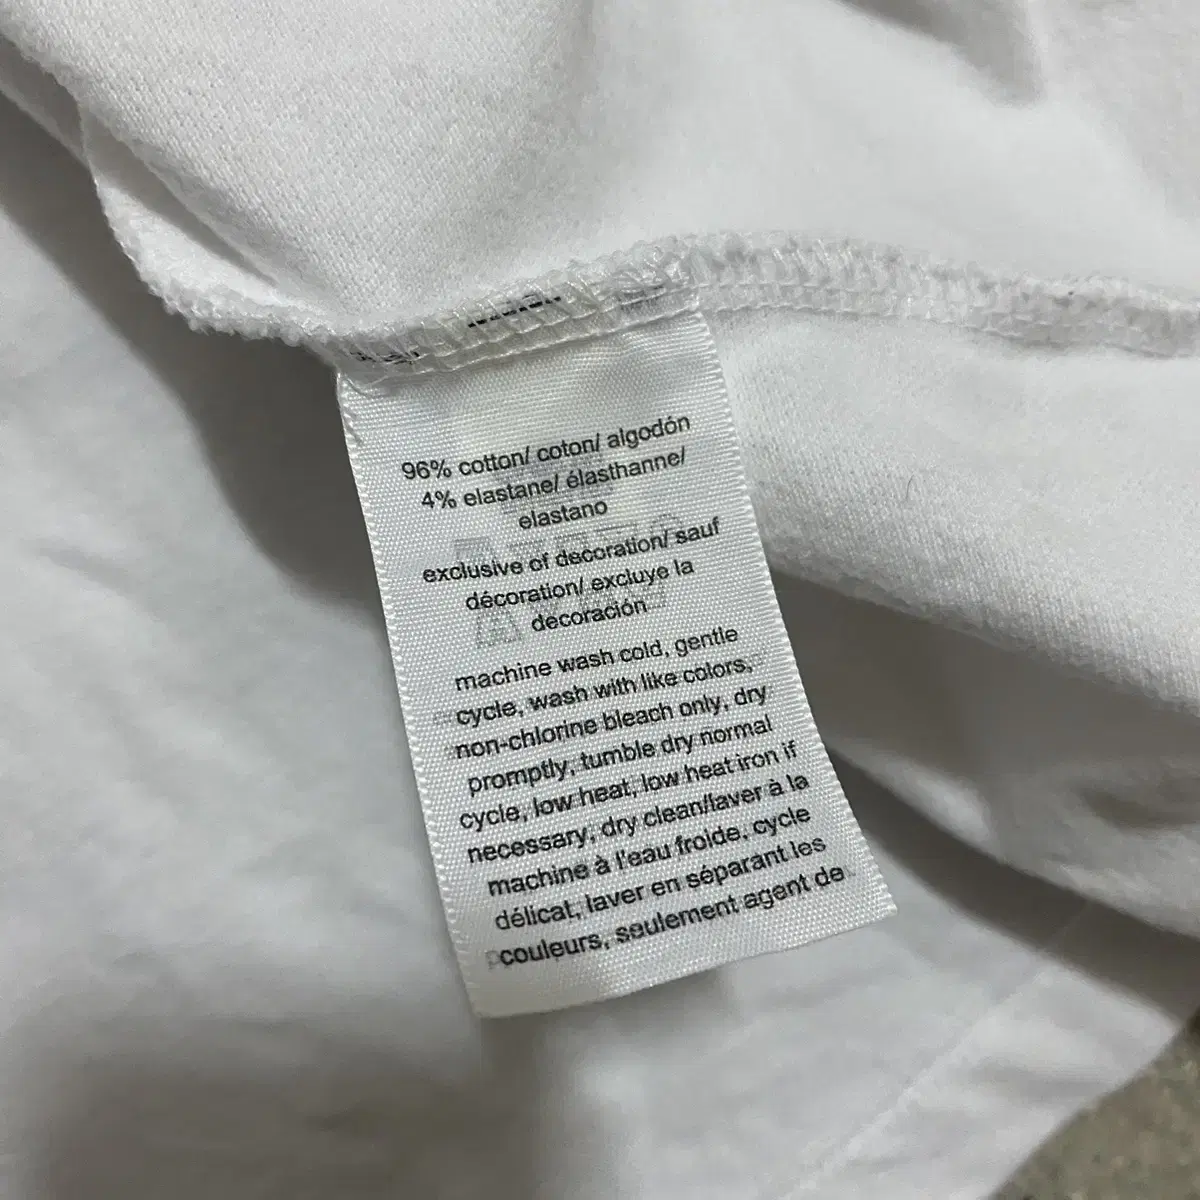 96% cotton/ coton/ algodón
4% elastane/ élasthanne/
elastano
exclusive of decoration/ sauf
décoration/ excluye la
decoración
machine wash cold, gentle
cycle, wash with like colors,
non-chlorine bleach only, dry
promptly, tumble dry normal
cycle, low heat, low heat iron if
necessary, dry clean/laver à la
machine à l'eau froide, cycle
délicat, laver en séparant les
couleurs, seulement agent de